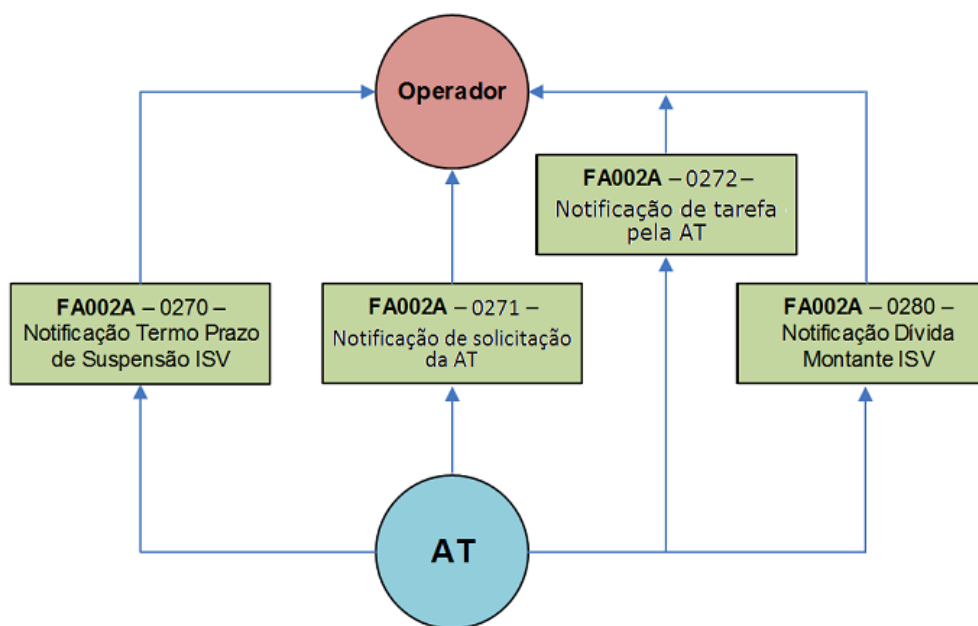 Operador
FA002A – 0272–
Notificação de tarefa
pela AT
FA002A – 0270 –
Notificação Termo Prazo
de Suspensão ISV
FA002A – 0271 –
Notificação de solicitação
da AT
FA002A – 0280 –
Notificação Dívida
Montante ISV
AT